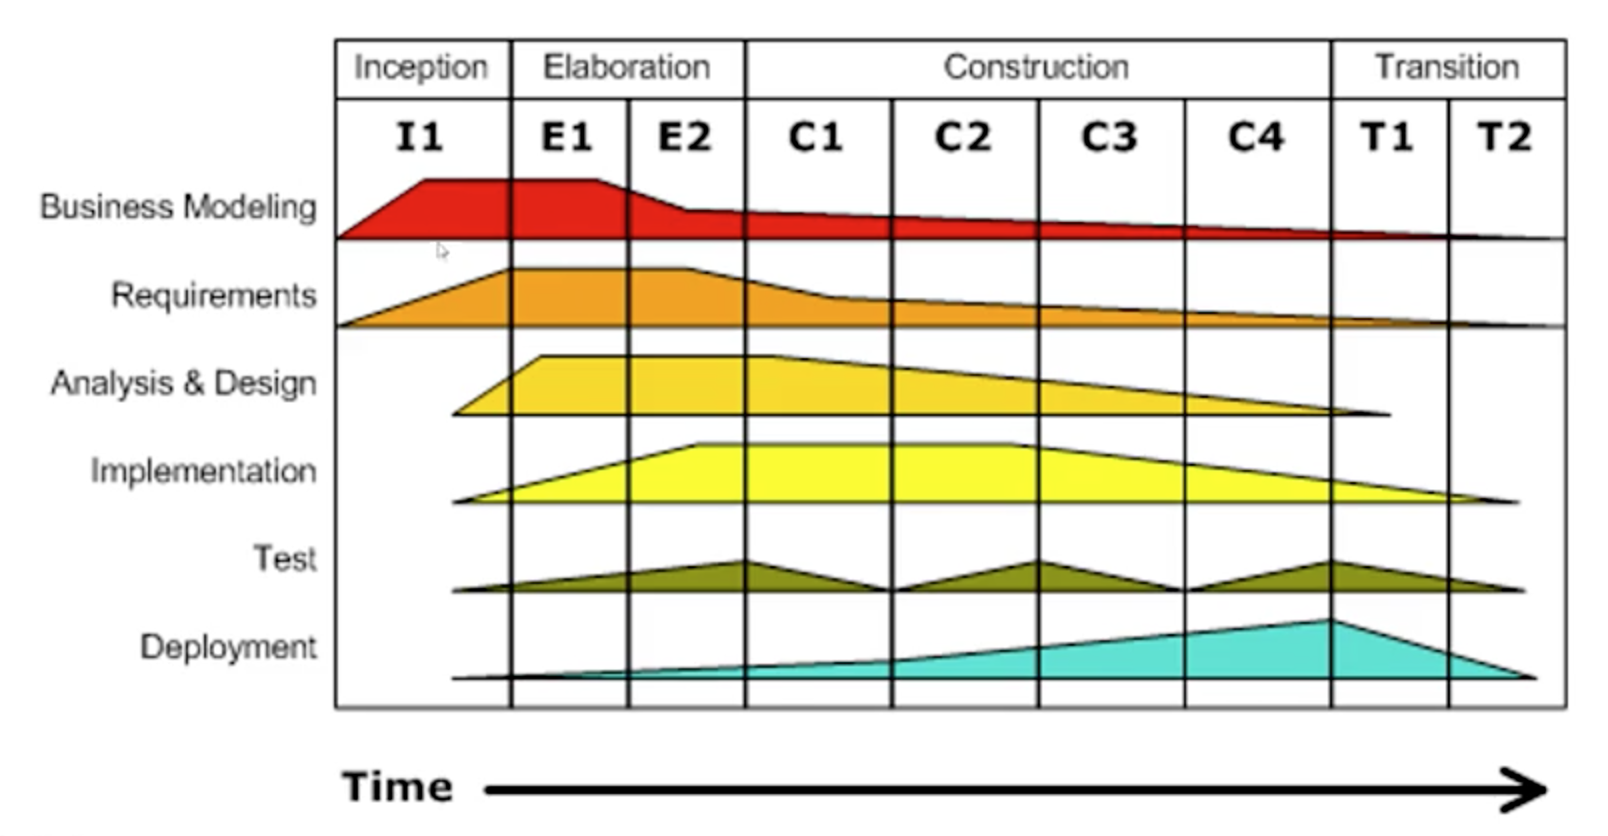 Inception Elaboration Construction Transition
I1 E1 E2 C1 C2 C3 C4 T1 T2
Business Modeling
Requirements
Analysis & Design
Implementation
Test
Deployment
Time